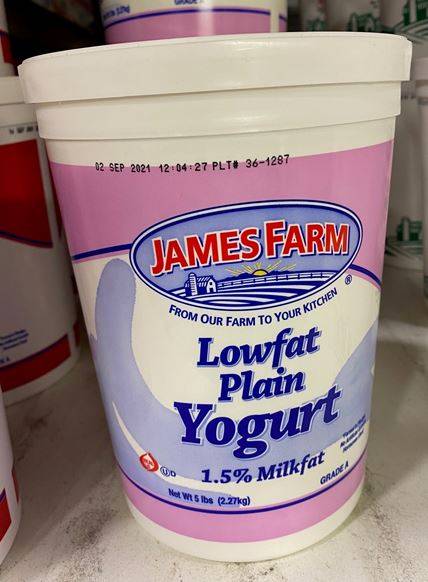 GRADE A
02 SEP 2021 12:04:27 PLT# 36-1287
JAMES FARM
®
FROM OUR FARM TO YOUR KITCHEN
Lowfat
Plain
Yogurt
1.5% Milkfat
GRADE A
U D
Net Wt 5 lbs (2.27kg)